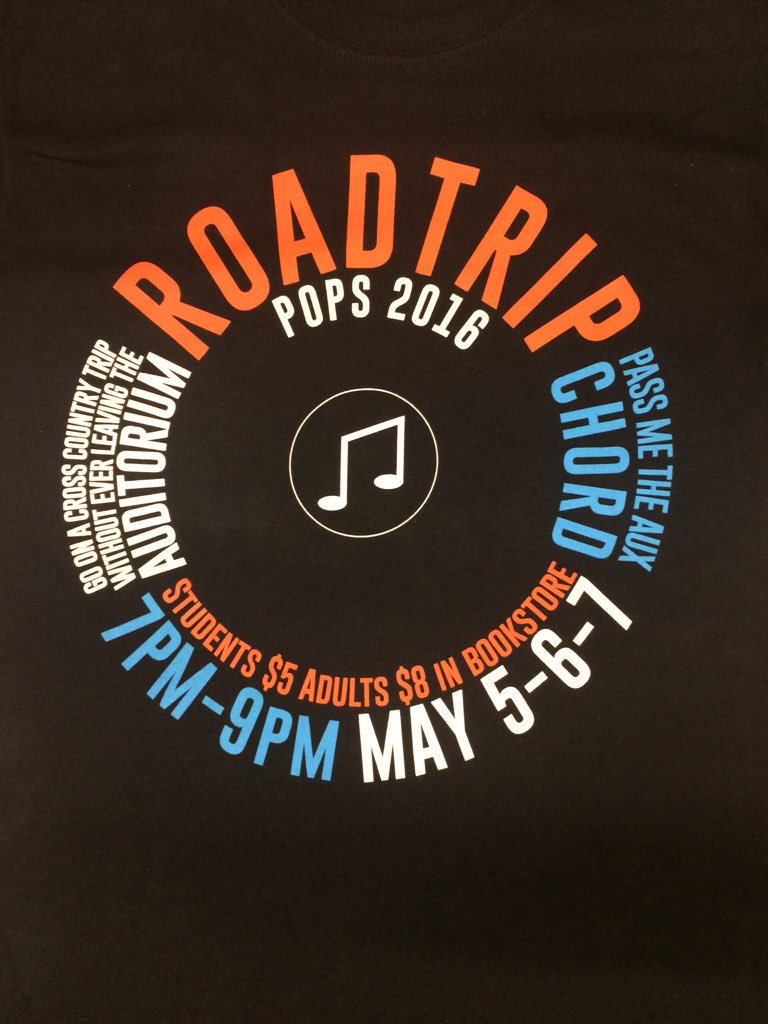 ROADTRIP
POPS 2016
GO ON A CROSS COUNTRY TRIP
WITHOUT EVER LEAVING THE
AUDITORIUM
PASS ME THE AUX
CHORD
STUDENTS $5 ADULTS $8 IN BOOKSTORE
7PM-9PM MAY 5-6-7